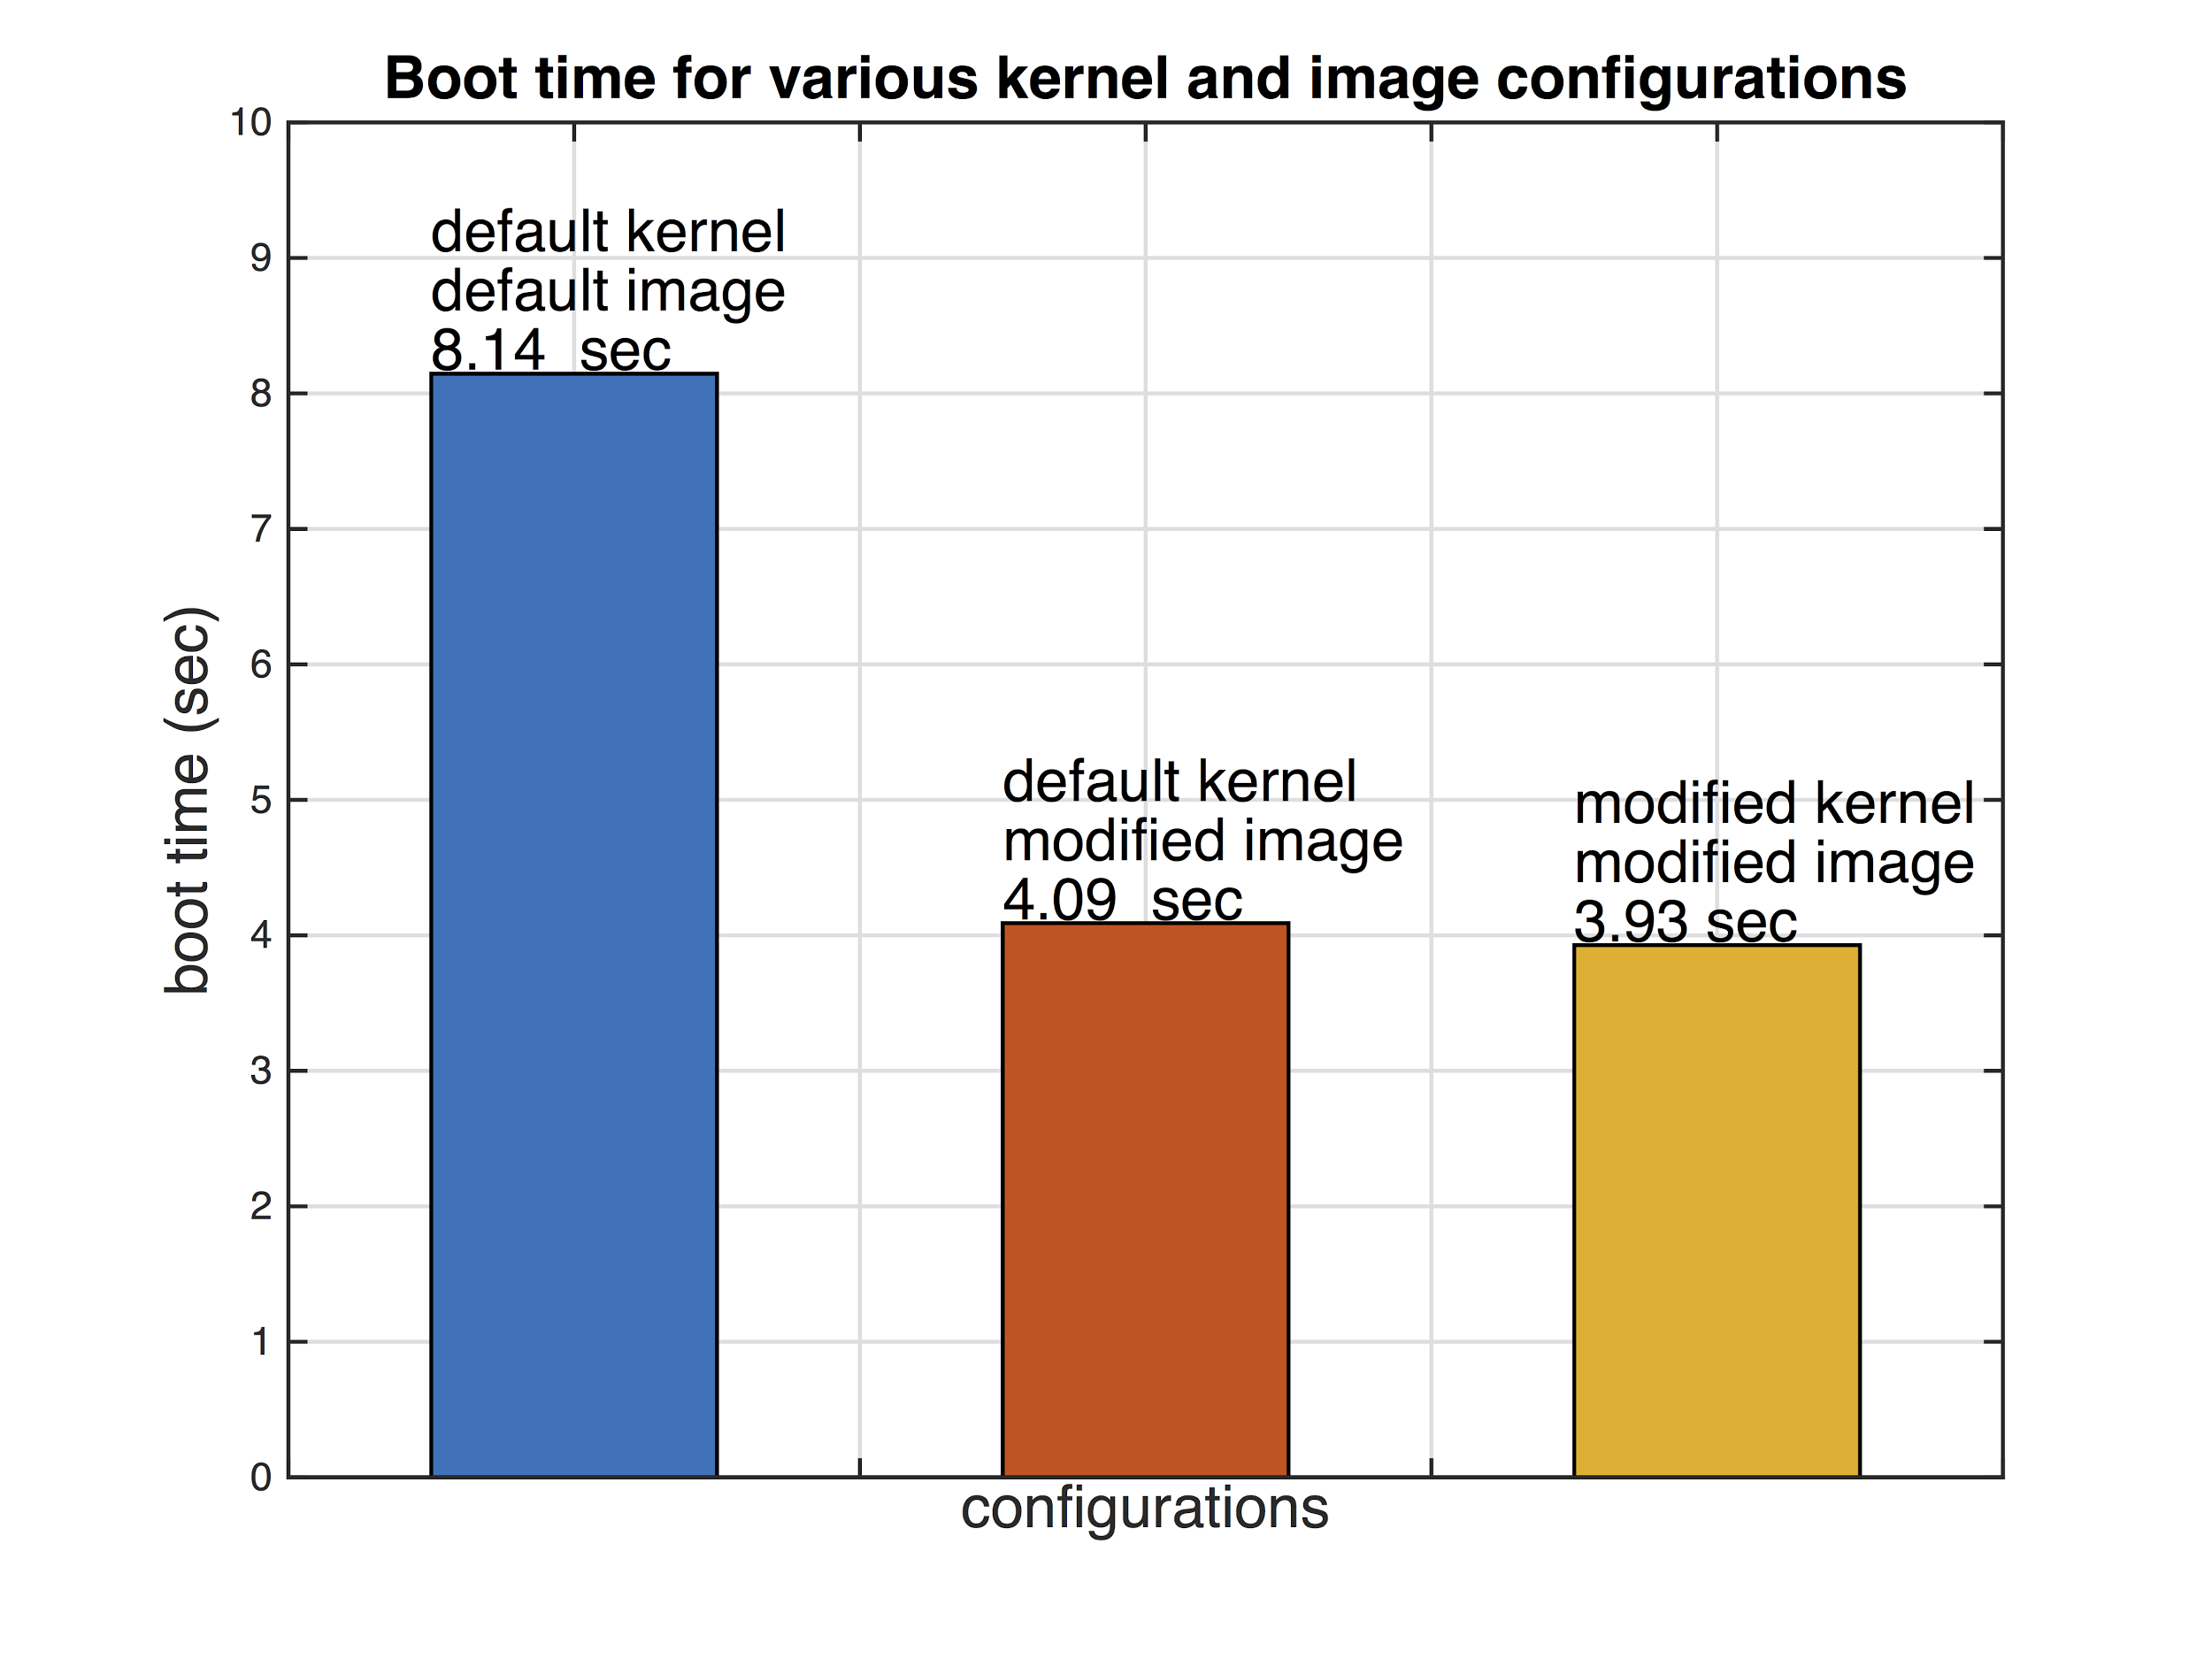 Boot time for various kernel and image configurations
10
9
8
7
6
5
4
3
2
1
0
boot time (sec)
default kernel
default image
8.14 sec
default kernel
modified image
4.09 sec
modified kernel
modified image
3.93 sec
configurations